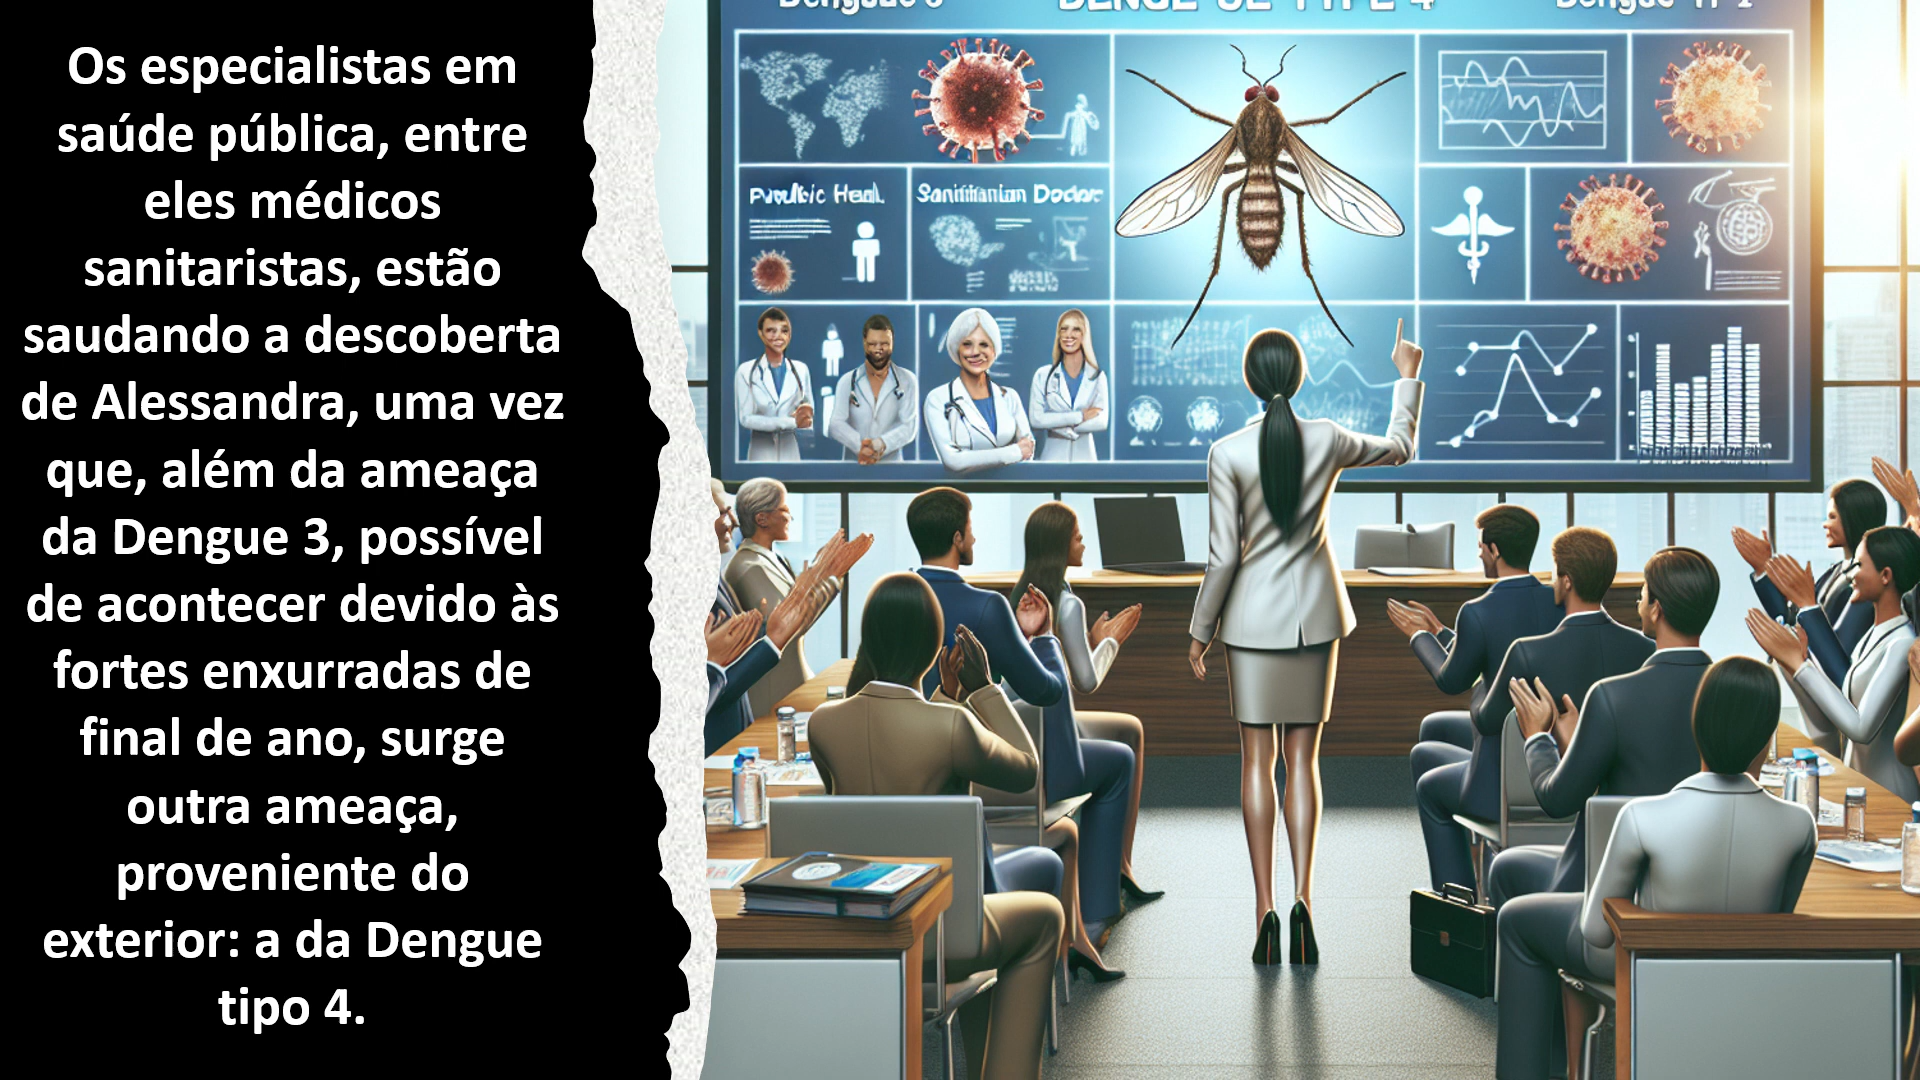 Os especialistas em
saúde pública, entre
eles médicos
sanitaristas, estão
saudando a descoberta
de Alessandra, uma vez
que, além da ameaça
da Dengue 3, possível
de acontecer devido às
fortes enxurradas de
final de ano, surge
outra ameaça,
proveniente do
exterior: a da Dengue
tipo 4.